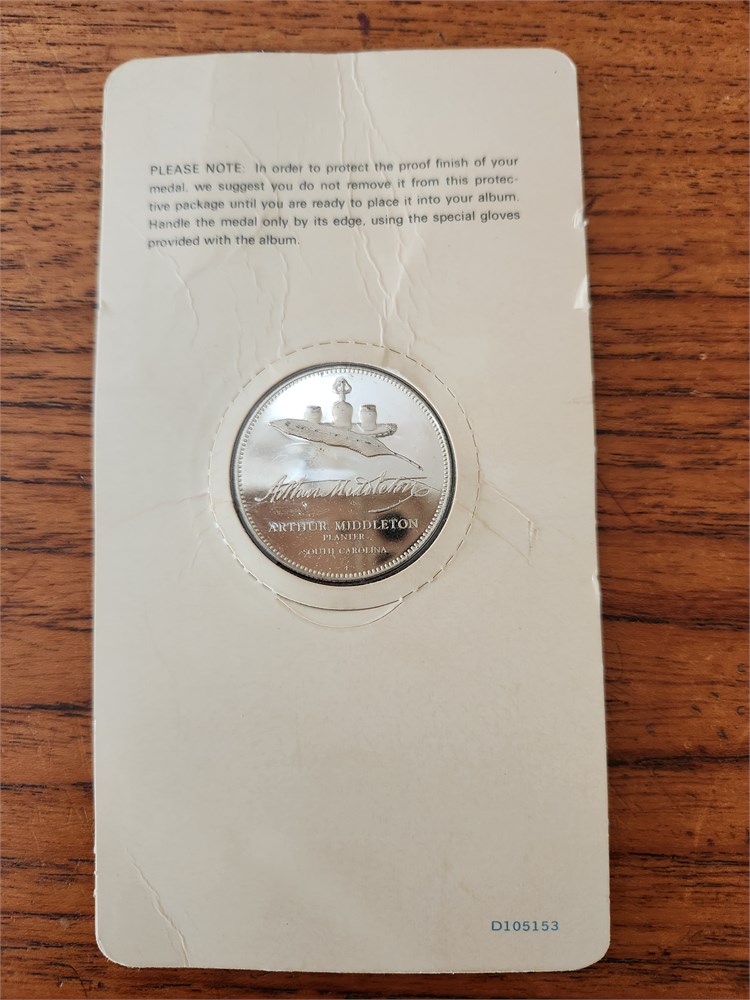 PLEASE NOTE: In order to protect the proof finish of your
medal, we suggest you do not remove it from this protec-
tive package until you are ready to place it into your album.
Handle the medal only by its edge, using the special gloves
provided with the album.
Arthur Middleton
ARTHUR MIDDLETON
PLANTER
SOUTH CAROLINA
D105153